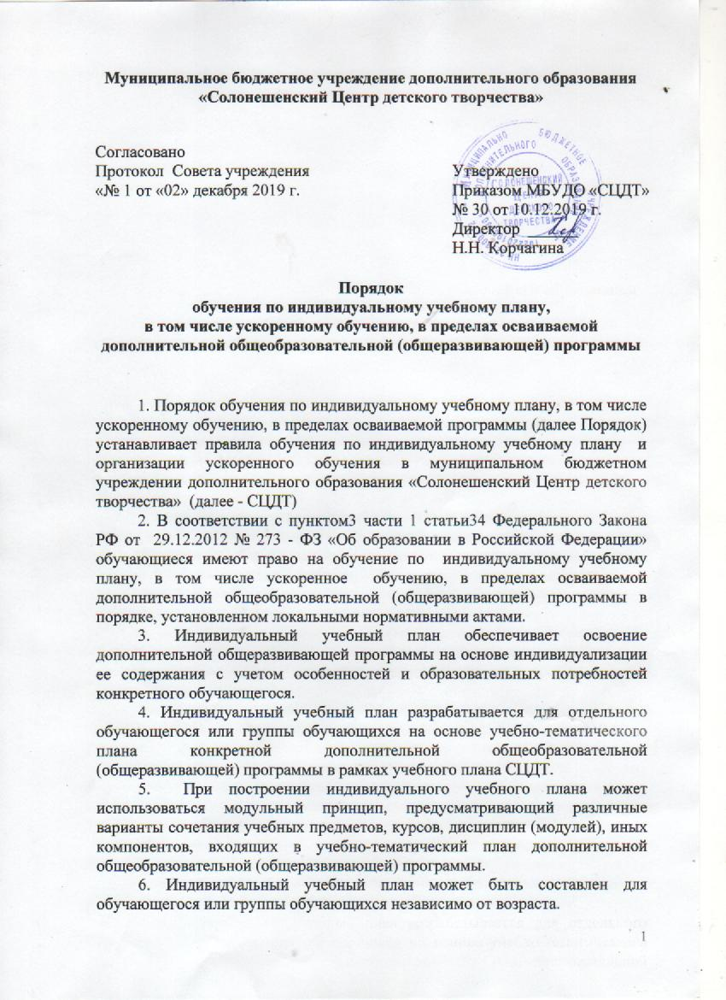 Муниципальное бюджетное учреждение дополнительного образования
«Солонешенский Центр детского творчества»
Согласовано
Протокол Совета учреждения
«№ 1 от «02» декабря 2019 г.
Утверждено
Приказом МБУДО «СЦДТ»
№ 30 от 10.12.2019 г.
Директор
Н.Н. Корчагина
Порядок
обучения по индивидуальному учебному плану,
в том числе ускоренному обучению, в пределах осваиваемой
дополнительной общеобразовательной (общеразвивающей) программы
1. Порядок обучения по индивидуальному учебному плану, в том числе
ускоренному обучению, в пределах осваиваемой программы (далее Порядок)
устанавливает правила обучения по индивидуальному учебному плану и
организации ускоренного обучения в муниципальном бюджетном
учреждении дополнительного образования «Солонешенский Центр детского
творчества» (далее - СЦДТ)
2. В соответствии с пунктом3 части 1 статьи34 Федерального Закона
РФ от 29.12.2012 № 273 - ФЗ «Об образовании в Российской Федерации»
обучающиеся имеют право на обучение по индивидуальному учебному
плану, в том числе ускоренное обучению, в пределах осваиваемой
дополнительной общеобразовательной (общеразвивающей) программы в
порядке, установленном локальными нормативными актами.
3. Индивидуальный учебный план обеспечивает освоение
дополнительной общеразвивающей программы на основе индивидуализации
ее содержания с учетом особенностей и образовательных потребностей
конкретного обучающегося.
4. Индивидуальный учебный план разрабатывается для отдельного
обучающегося или группы обучающихся на основе учебно-тематического
плана конкретной дополнительной общеобразовательной
(общеразвивающей) программы в рамках учебного плана СЦДТ.
5. При построении индивидуального учебного плана может
использоваться модульный принцип, предусматривающий различные
варианты сочетания учебных предметов, курсов, дисциплин (модулей), иных
компонентов, входящих в учебно-тематический план дополнительной
общеобразовательной (общеразвивающей) программы.
6. Индивидуальный учебный план может быть составлен для
обучающегося или группы обучающихся независимо от возраста.
1